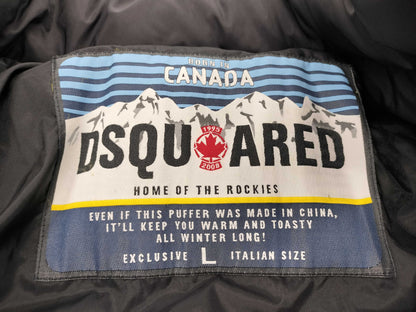 BORN IN
CANADA
DSQU ARED
1995
2008
HOME OF THE ROCKIES
EVEN IF THIS PUFFER WAS MADE IN CHINA,
IT'LL KEEP YOU WARM AND TOASTY
ALL WINTER LONG!
EXCLUSIVE L ITALIAN SIZE